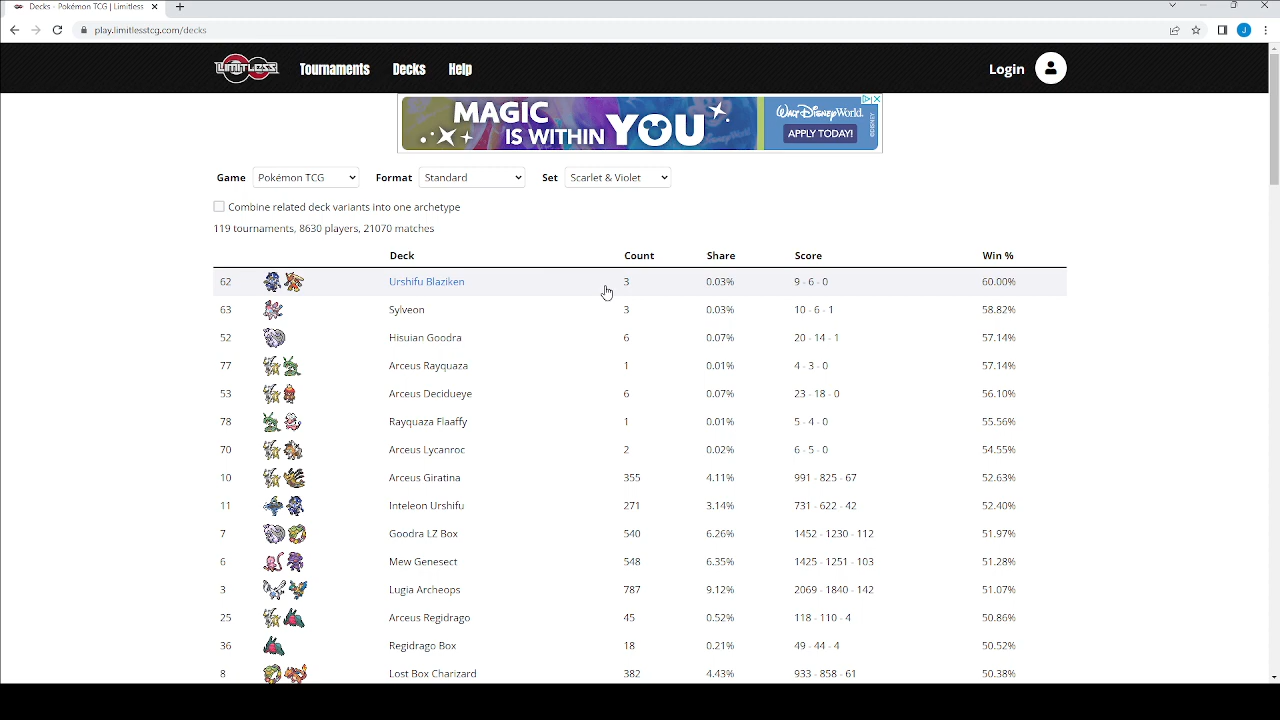 Decks - Pokémon TCG | Limitless
play.limitlesstcg.com/decks
J
LIMITLESS Tournaments Decks Help Login
MAGIC IS WITHIN YOU
Walt Disney World.
APPLY TODAY!
©DISNEY
Game Pokémon TCG Format Standard Set Scarlet & Violet
Combine related deck variants into one archetype
119 tournaments, 8630 players, 21070 matches
Deck Count Share Score Win %
62 Urshifu Blaziken 3 0.03% 9 - 6 - 0 60.00%
63 Sylveon 3 0.03% 10 - 6 - 1 58.82%
52 Hisuian Goodra 6 0.07% 20 - 14 - 1 57.14%
77 Arceus Rayquaza 1 0.01% 4 - 3 - 0 57.14%
53 Arceus Decidueye 6 0.07% 23 - 18 - 0 56.10%
78 Rayquaza Flaaffy 1 0.01% 5 - 4 - 0 55.56%
70 Arceus Lycanroc 2 0.02% 6 - 5 - 0 54.55%
10 Arceus Giratina 355 4.11% 991 - 825 - 67 52.63%
11 Inteleon Urshifu 271 3.14% 731 - 622 - 42 52.40%
7 Goodra LZ Box 540 6.26% 1452 - 1230 - 112 51.97%
6 Mew Genesect 548 6.35% 1425 - 1251 - 103 51.28%
3 Lugia Archeops 787 9.12% 2069 - 1840 - 142 51.07%
25 Arceus Regidrago 45 0.52% 118 - 110 - 4 50.86%
36 Regidrago Box 18 0.21% 49 - 44 - 4 50.52%
8 Lost Box Charizard 382 4.43% 933 - 858 - 61 50.38%